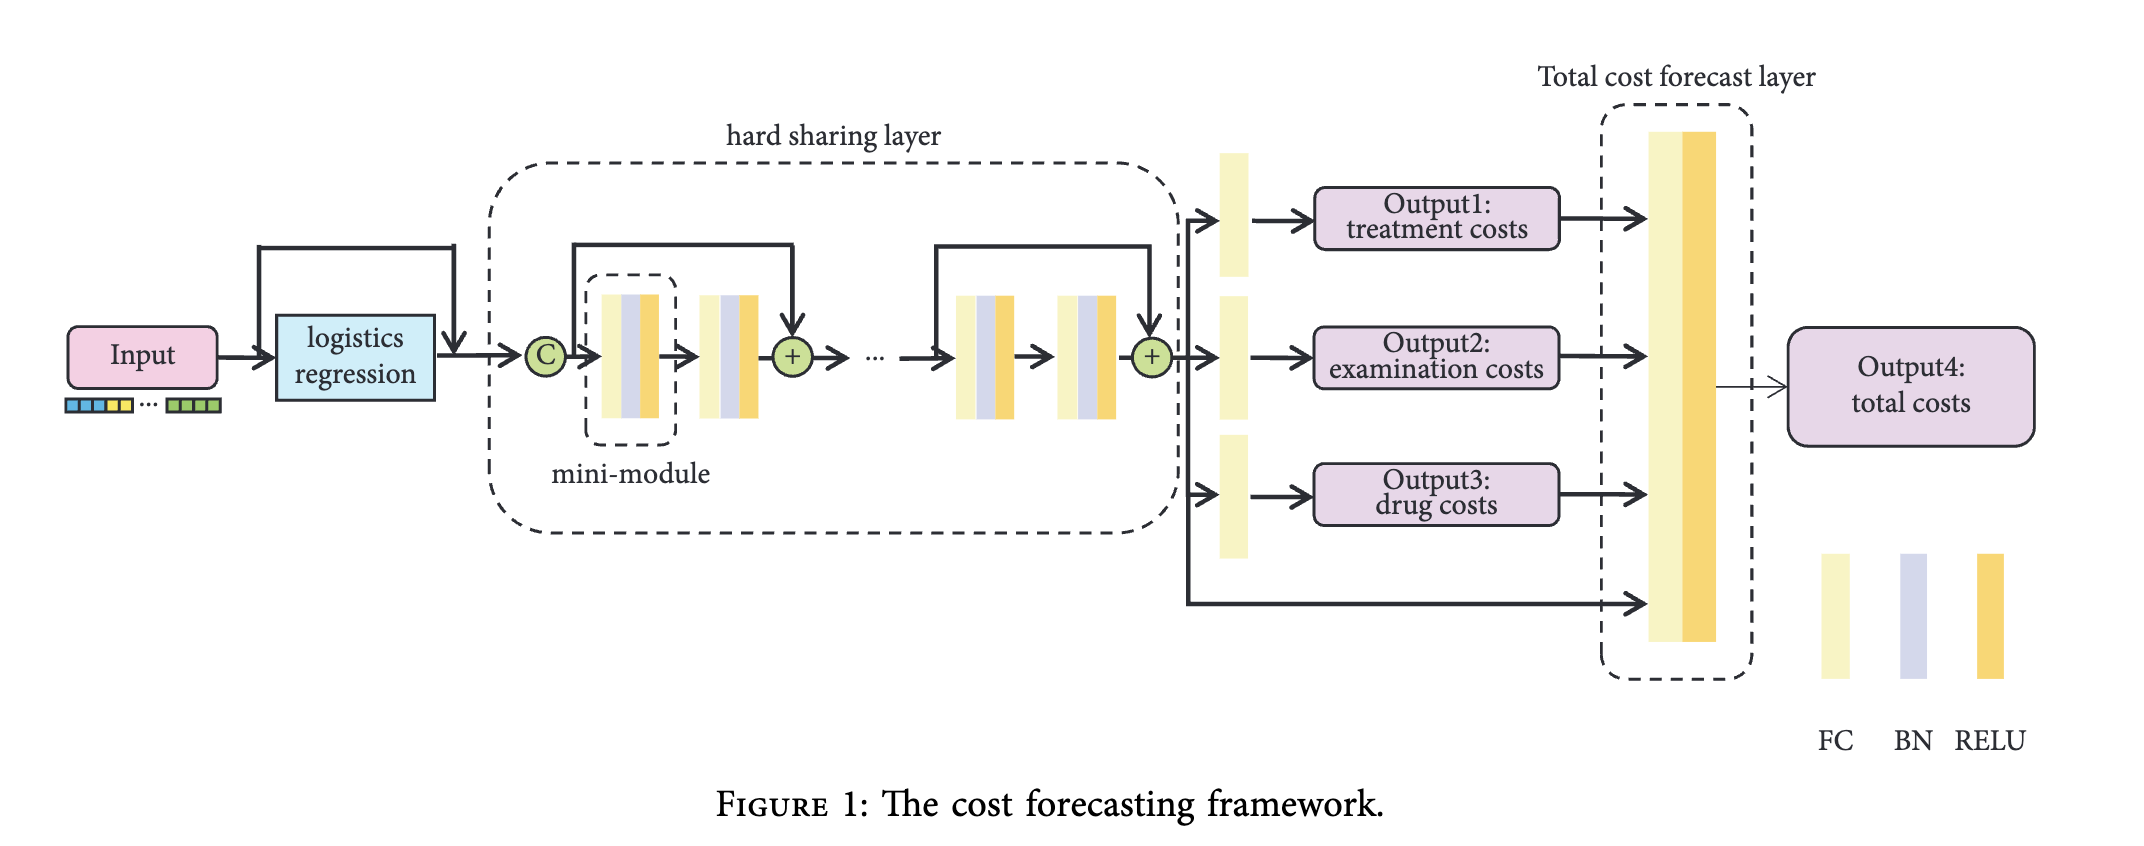 Total cost forecast layer
hard sharing layer
Input
logistics
regression
C
+
...
+
mini-module
Output1:
treatment costs
Output2:
examination costs
Output3:
drug costs
Output4:
total costs
FC BN RELU
FIGURE 1: The cost forecasting framework.